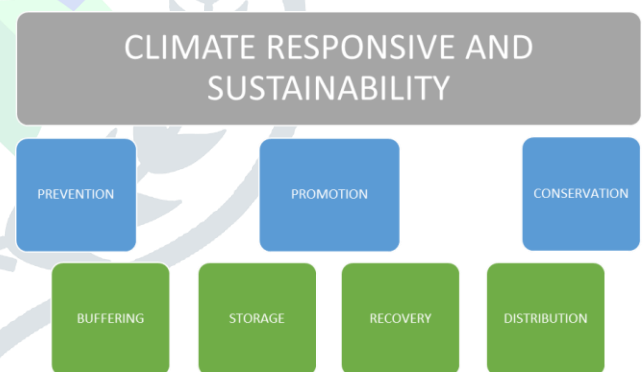 CLIMATE RESPONSIVE AND
SUSTAINABILITY
PREVENTION
PROMOTION
CONSERVATION
BUFFERING
STORAGE
RECOVERY
DISTRIBUTION